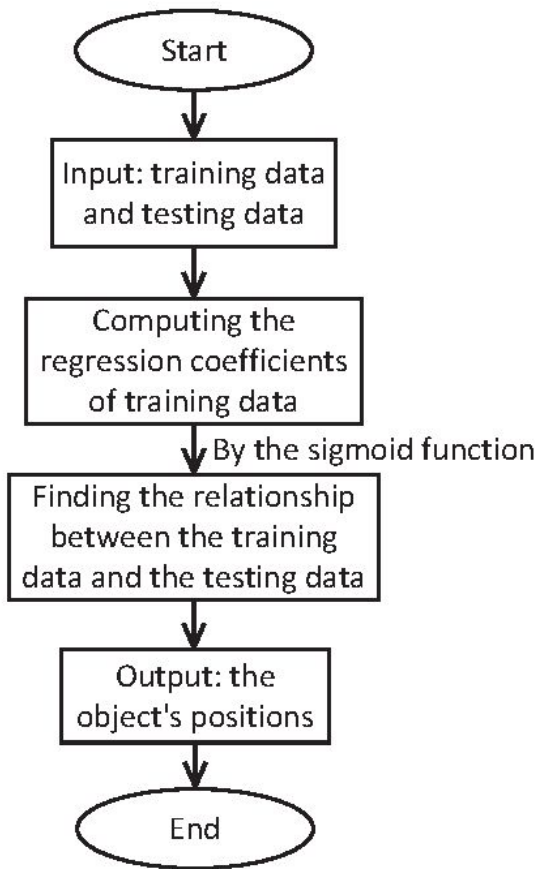 Start
Input: training data
and testing data
Computing the
regression coefficients
of training data
By the sigmoid function
Finding the relationship
between the training
data and the testing data
Output: the
object's positions
End